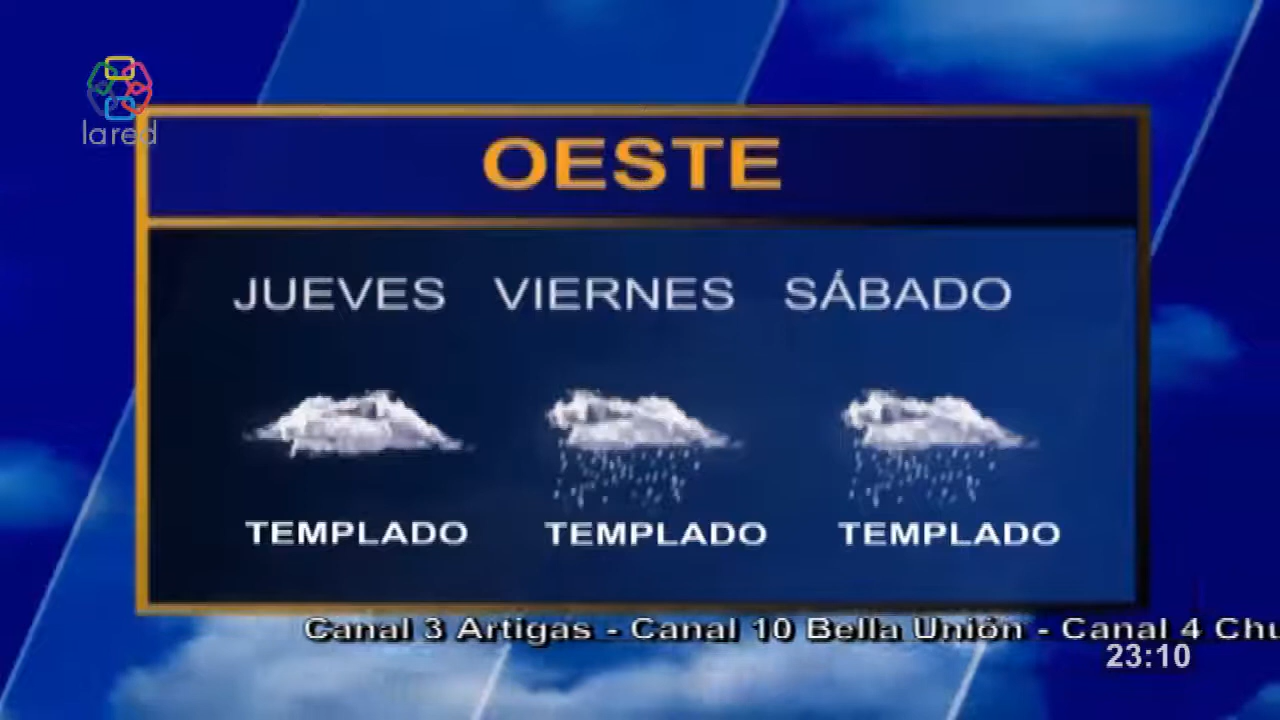 lared
OESTE
JUEVES VIERNES SÁBADO
TEMPLADO TEMPLADO TEMPLADO
Canal 3 Artigas - Canal 10 Bella Unión - Canal 4 Chu
23:10